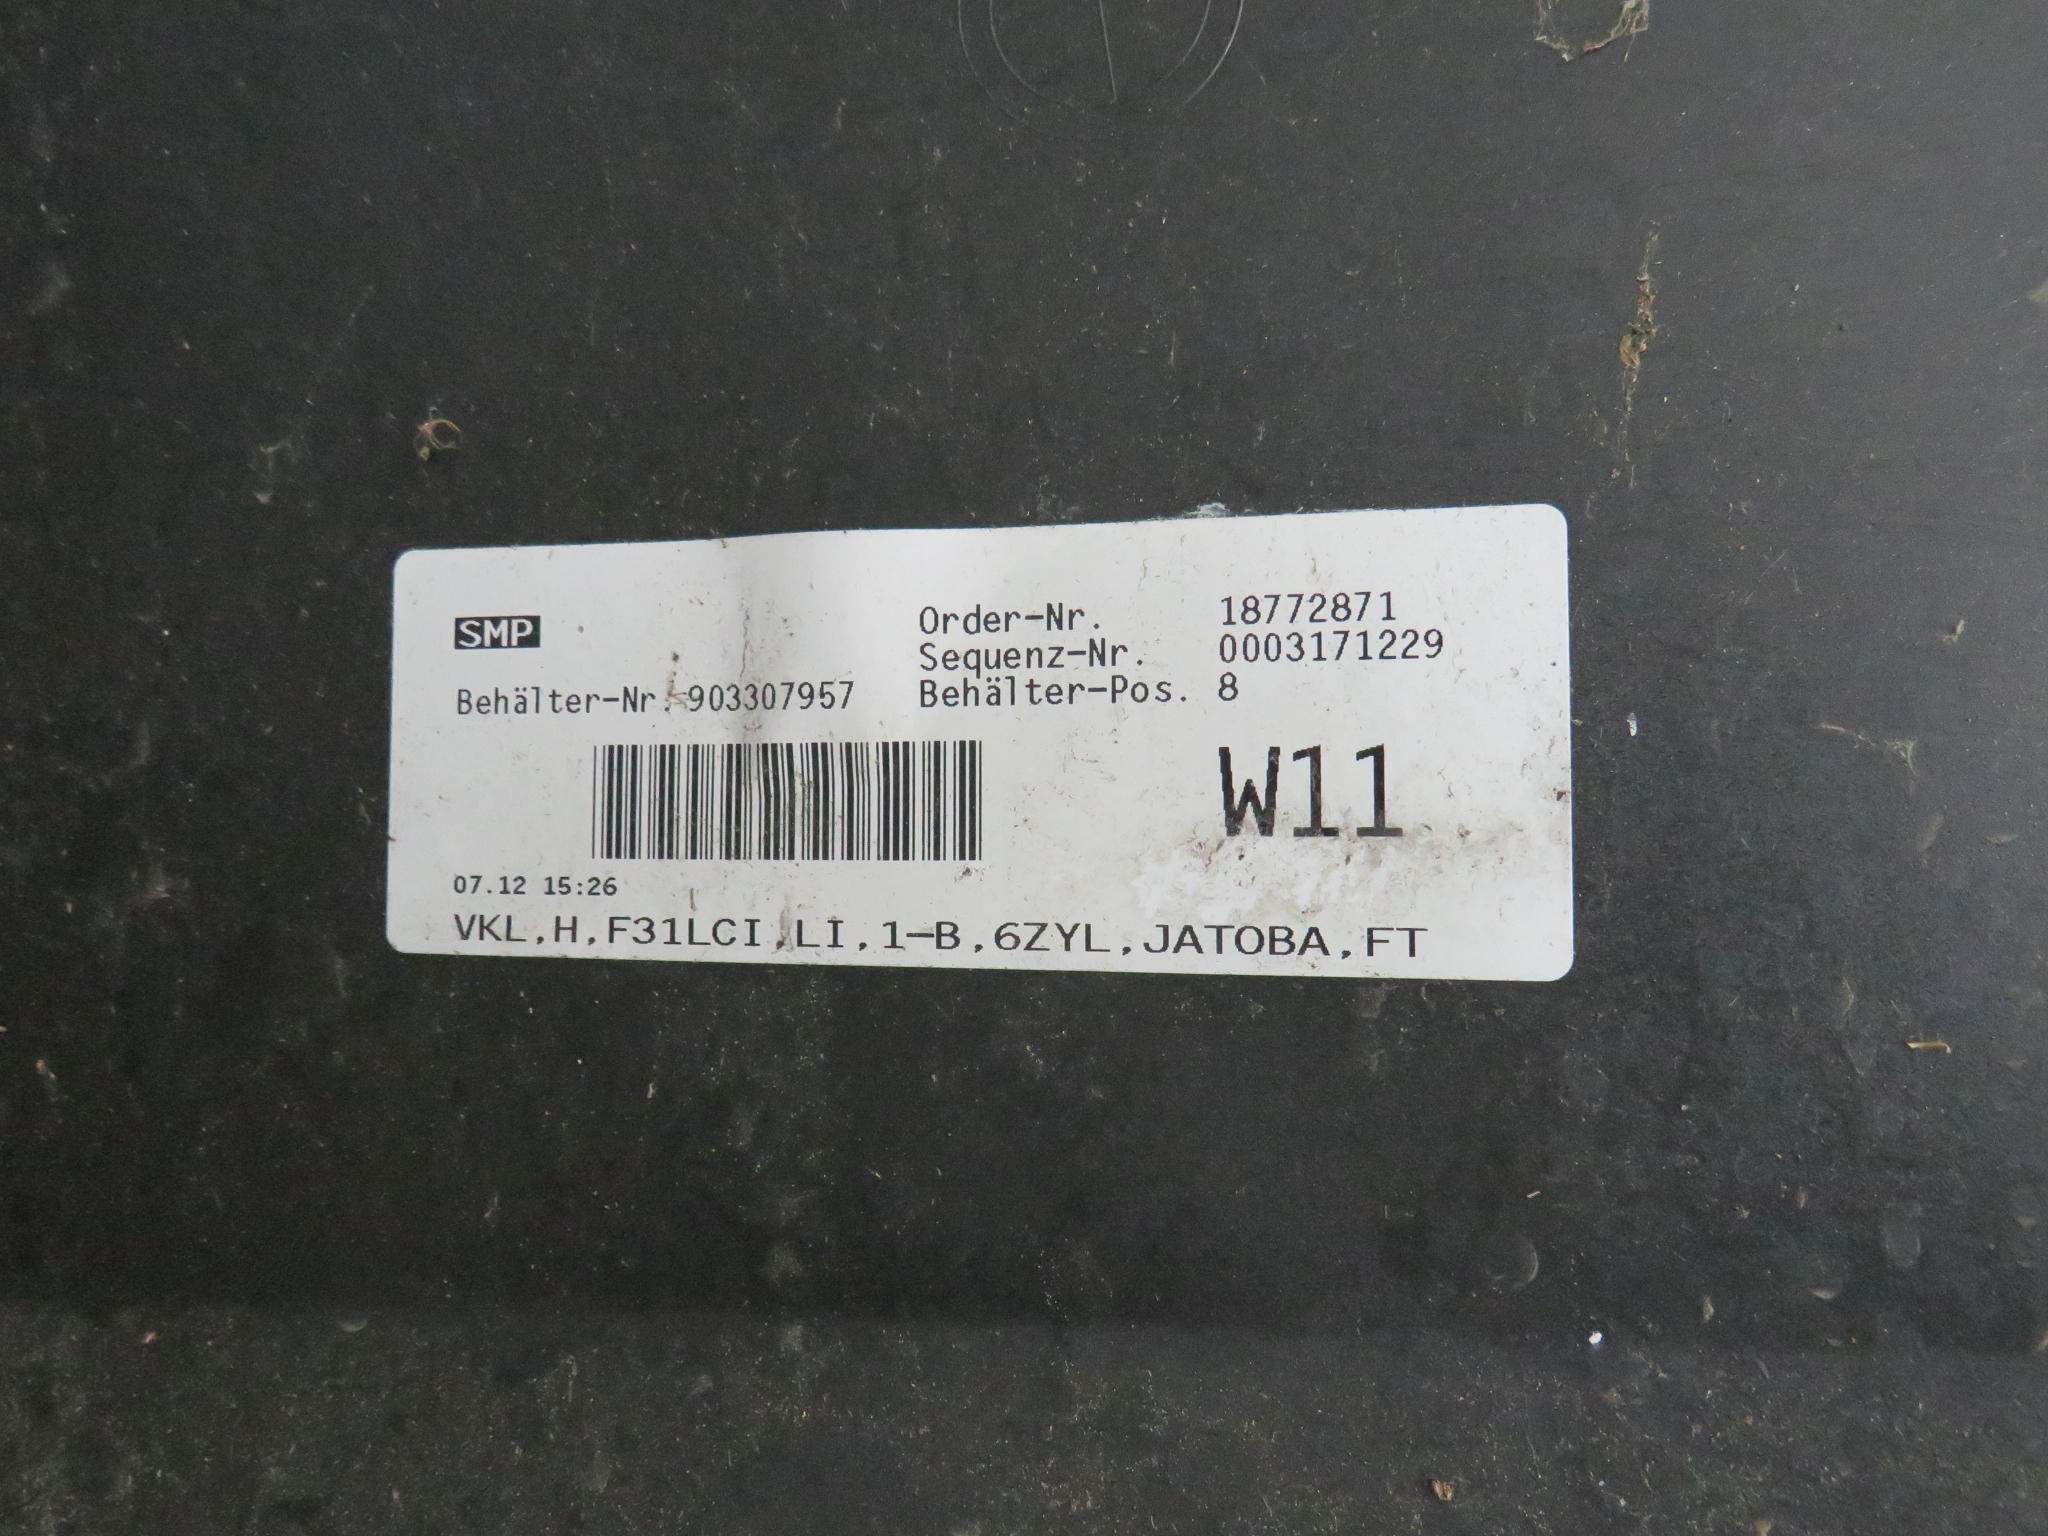 SMP
Order-Nr. 18772871
Sequenz-Nr. 0003171229
Behälter-Nr. 903307957 Behälter-Pos. 8
W11
07.12 15:26
VKL,H,F31LCI,LI,1-B,6ZYL,JATOBA,FT